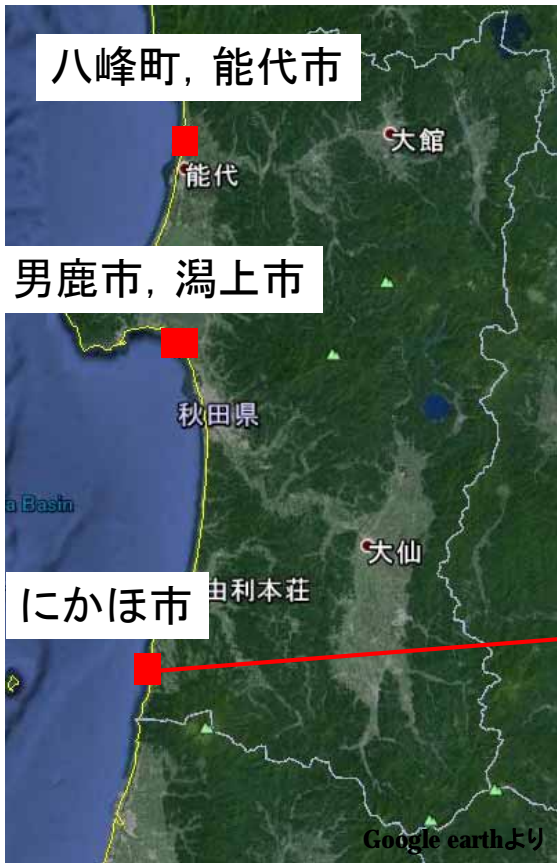 八峰町，能代市
大館
能代
男鹿市，潟上市
秋田県
a Basin
大仙
にかほ市
由利本荘
Google earthより